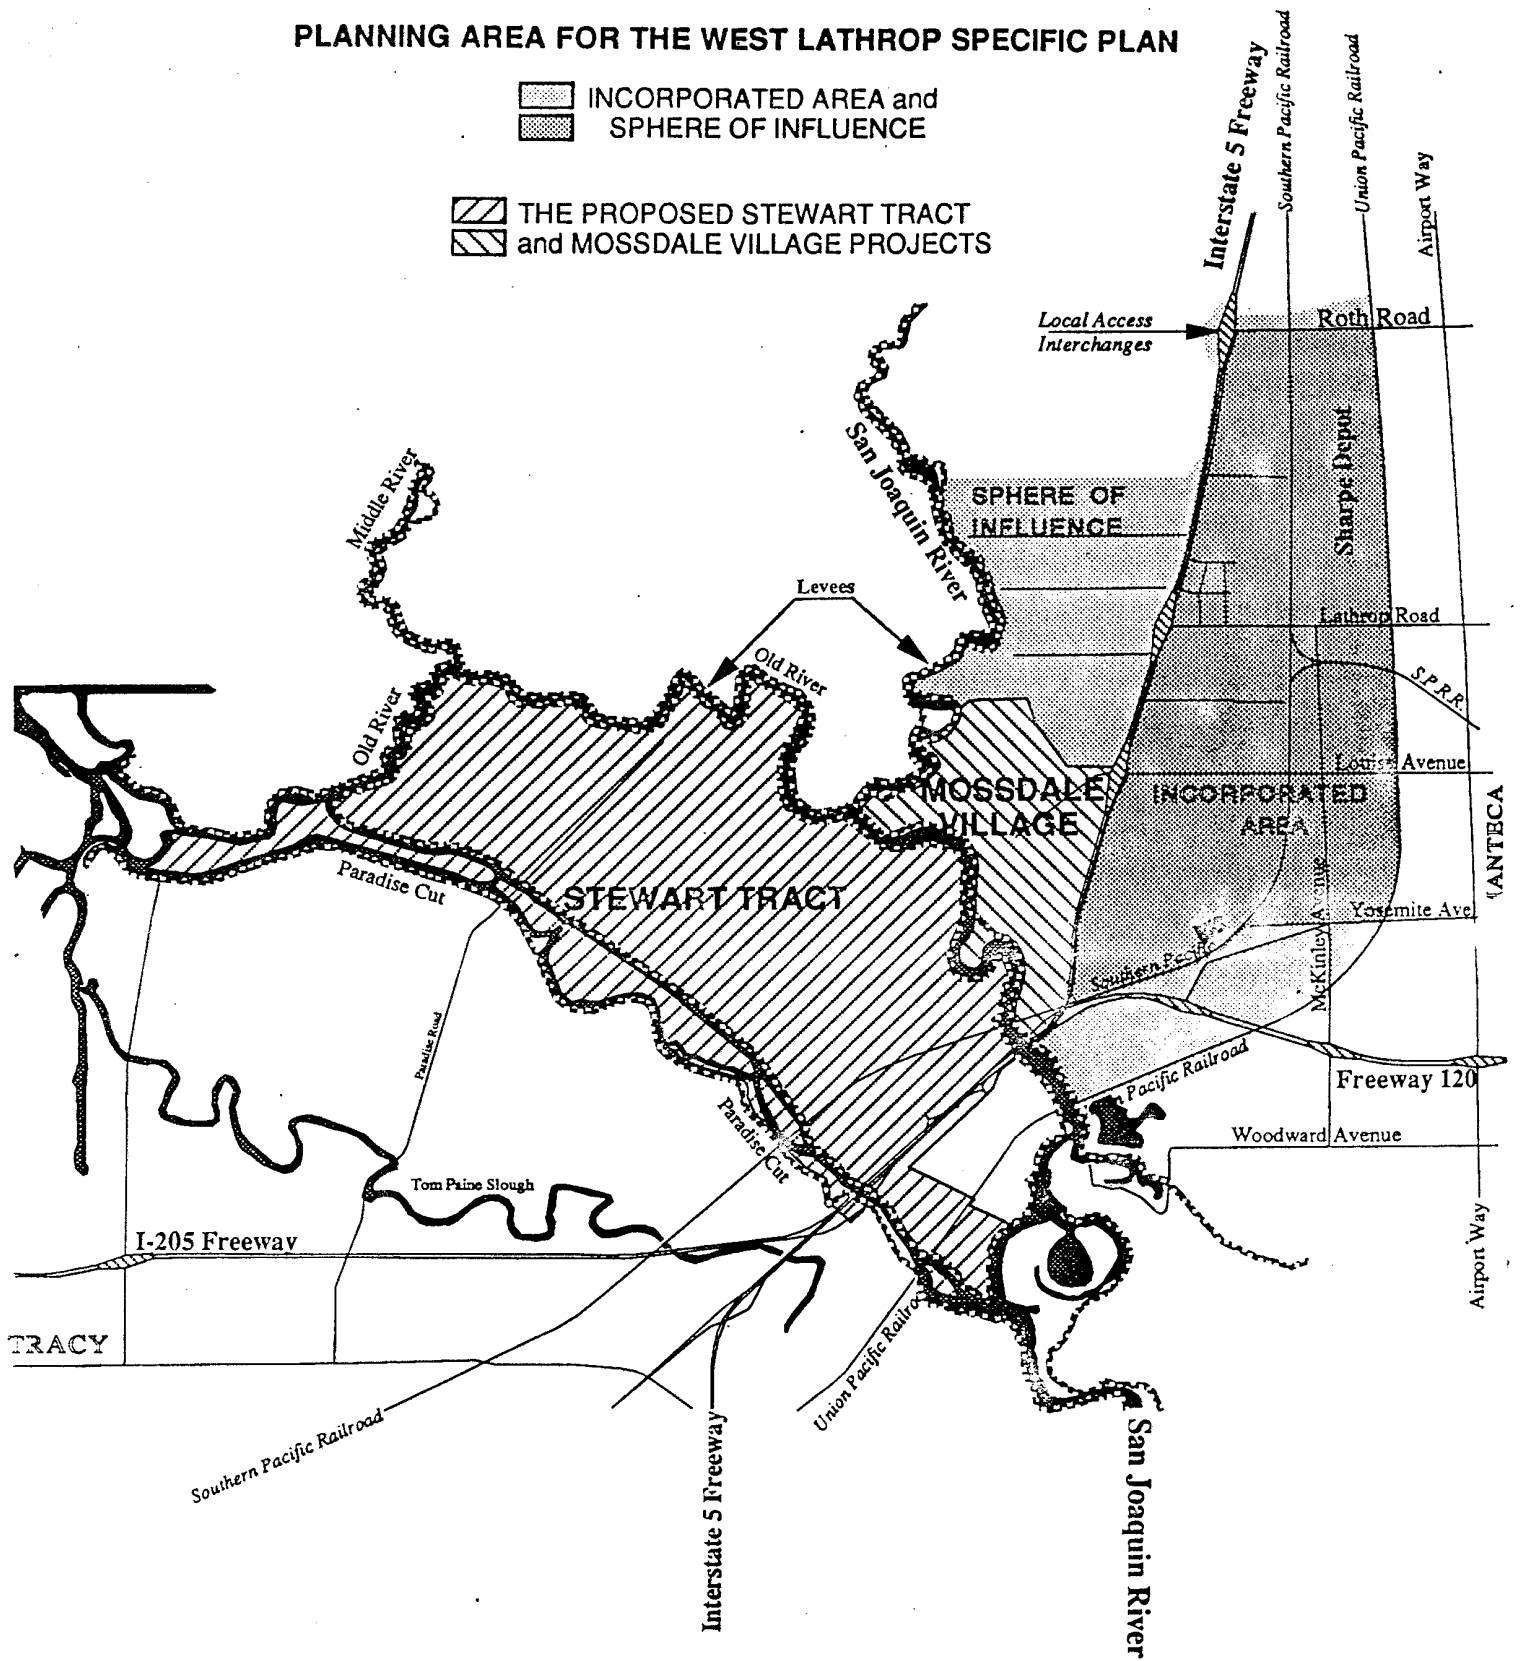 PLANNING AREA FOR THE WEST LATHROP SPECIFIC PLAN
INCORPORATED AREA and
SPHERE OF INFLUENCE
THE PROPOSED STEWART TRACT
and MOSSDALE VILLAGE PROJECTS
Interstate 5 Freeway
Southern Pacific Railroad
Union Pacific Railroad
Airport Way
Local Access
Interchanges
Roth Road
San Joaquin River
Middle River
SPHERE OF
INFLUENCE
Sharpe Depot
Levees
Lathrop Road
Old River
Old River
S.P.R.R.
Louise Avenue
MOSSDALE
VILLAGE
INCORPORATED
AREA
ANTECA
Paradise Cut
STEWART TRACT
McKinley Avenue
Yosemite Ave
Southern Pacific
Paradise Road
Pacific Railroad
Freeway 120
Paradise Cut
Woodward Avenue
Tom Paine Slough
I-205 Freeway
Airport Way
TRACY
Union Pacific Railro
Southern Pacific Railroad
Interstate 5 Freeway
San Joaquin River